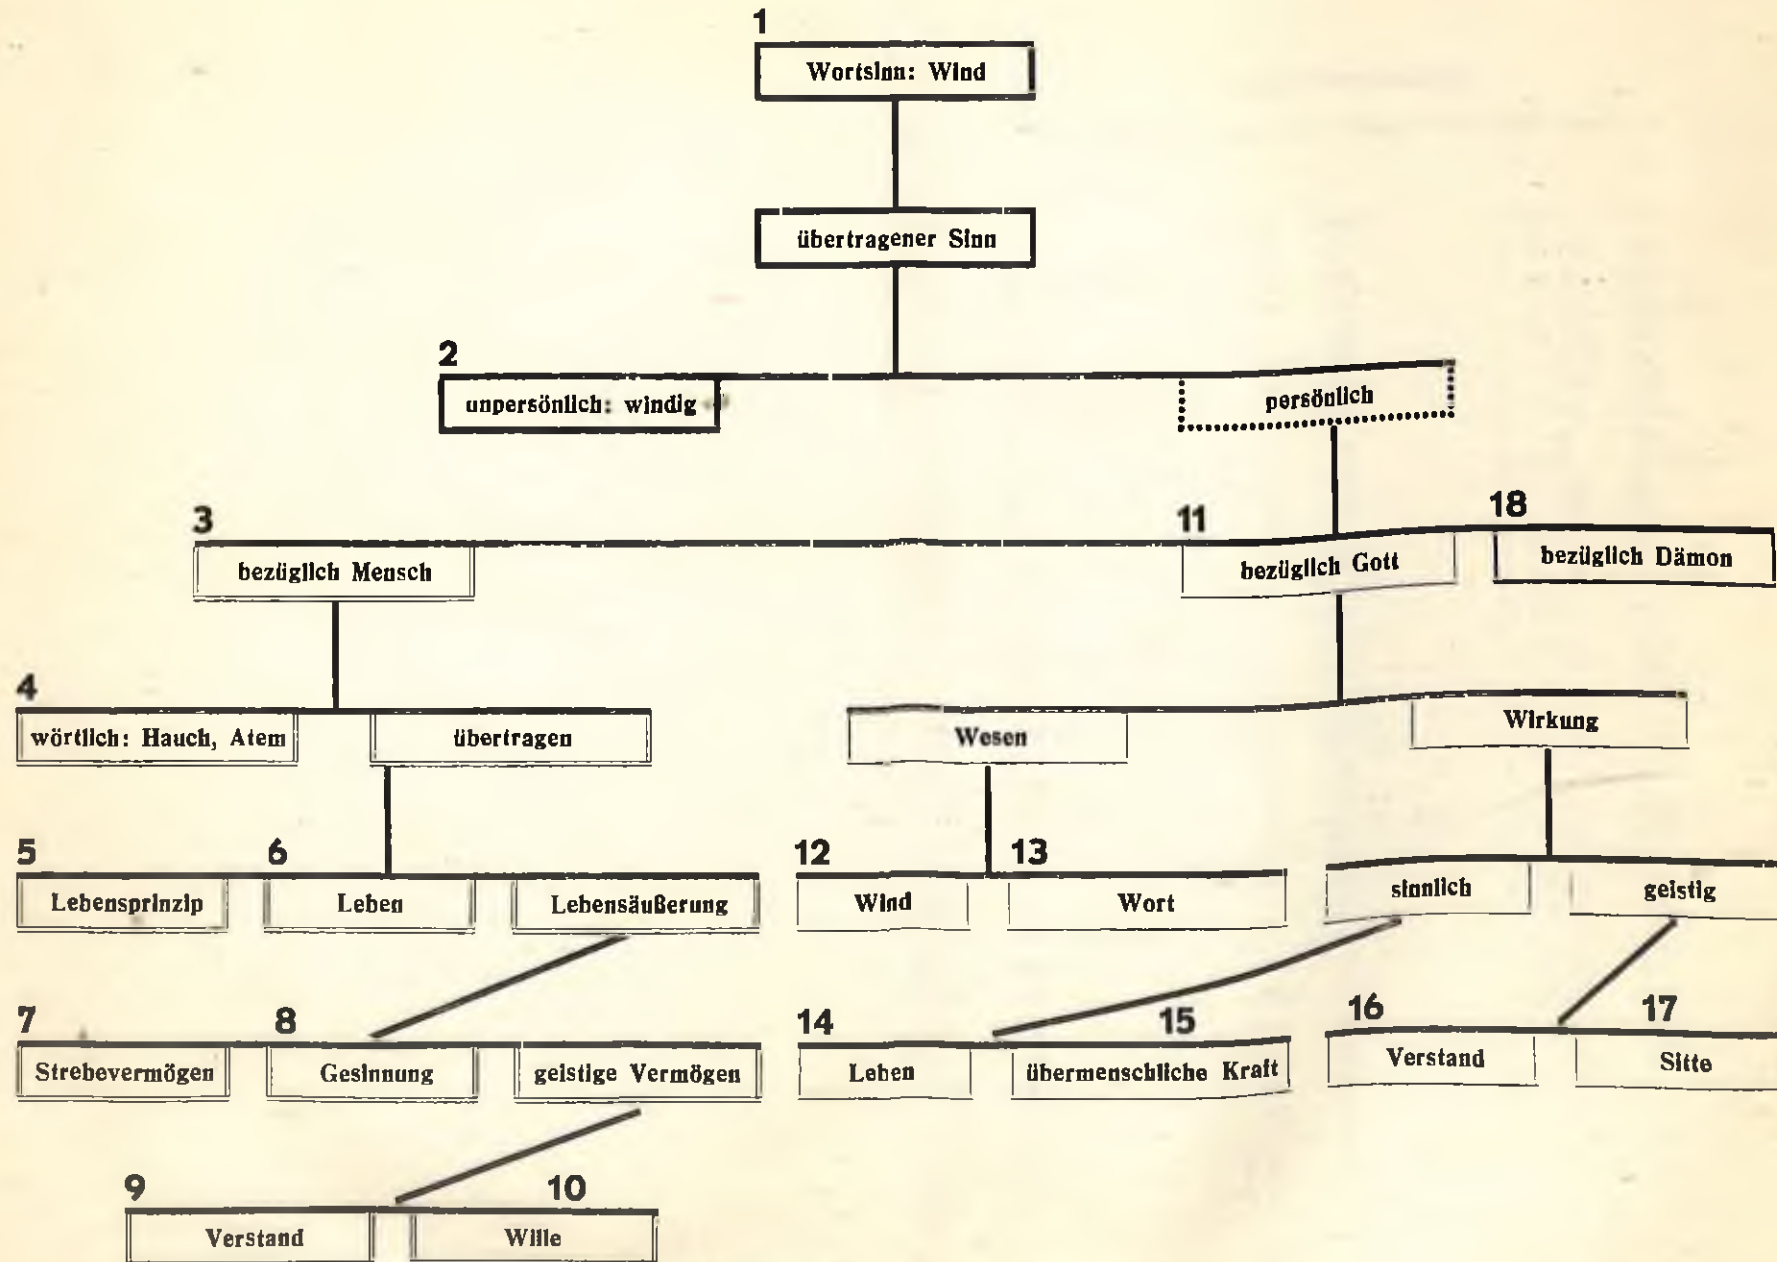 1
Wortsinn: Wind
übertragener Sinn
2
unpersönlich: windig
persönlich
3
11
18
bezüglich Mensch
bezüglich Gott
bezüglich Dämon
4
wörtlich: Hauch, Atem
übertragen
Wesen
Wirkung
5
6
12
13
Lebensprinzip
Leben
Lebensäußerung
Wind
Wort
sinnlich
geistig
7
8
14
15
16
17
Strebevermögen
Gesinnung
geistige Vermögen
Leben
übermenschliche Kraft
Verstand
Sitte
9
10
Verstand
Wille